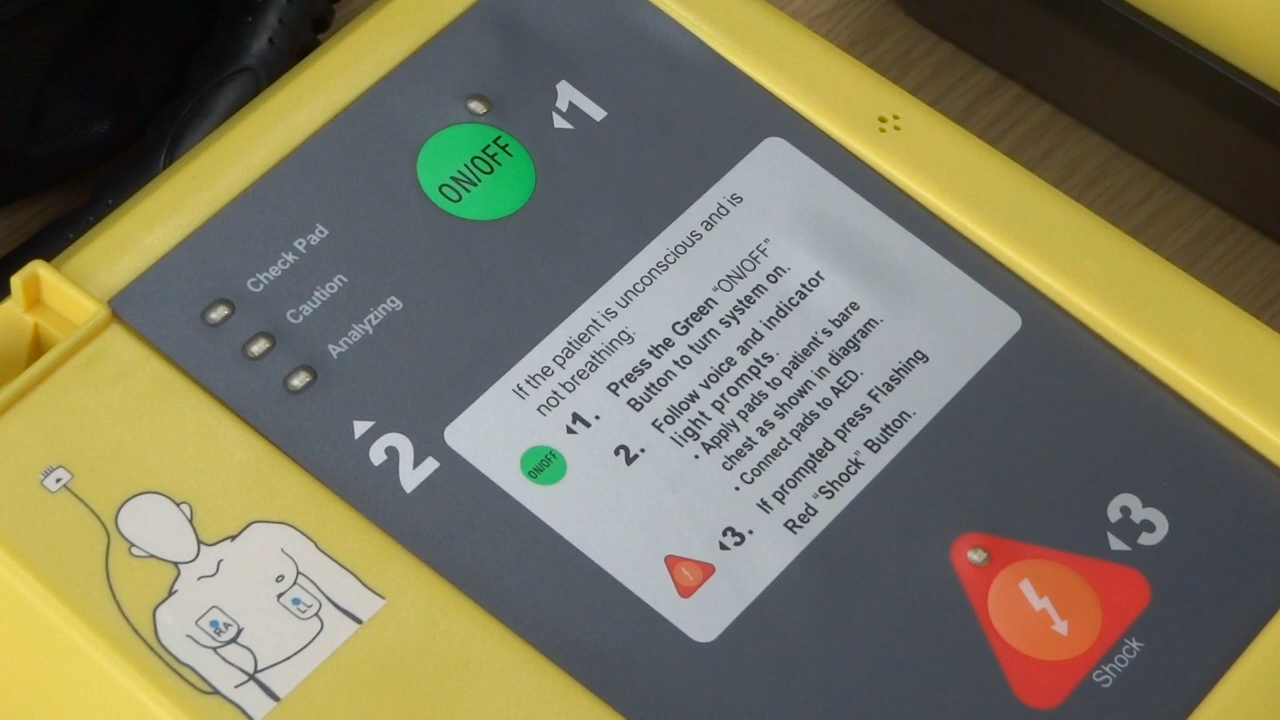 1
ON/OFF
Check Pad
Caution
Analyzing
2
If the patient is unconscious and is
not breathing:
1. Press the Green "ON/OFF"
Button to turn system on.
2. Follow voice and indicator
light prompts.
• Apply pads to patient's bare
chest as shown in diagram.
• Connect pads to AED.
3. If prompted press Flashing
Red "Shock" Button.
ON/OFF
3
Shock
RA
LL